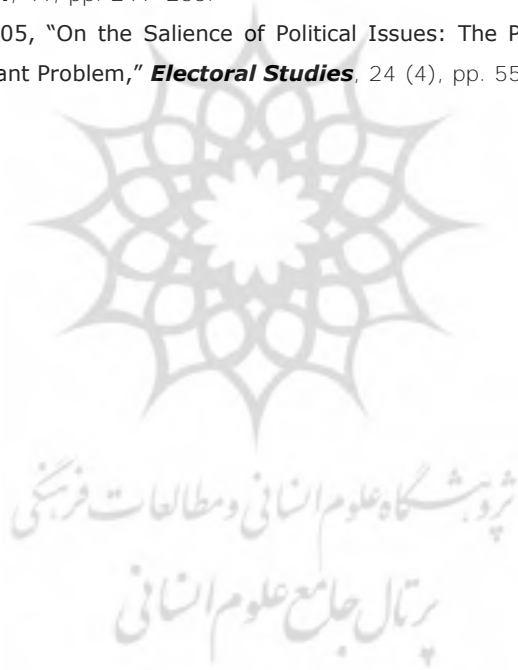 05, “On the Salience of Political Issues: The P
ant Problem,” Electoral Studies, 24 (4), pp. 55
پژوهشگاه علوم انسانی و مطالعات فرهنگی
پرتال جامع علوم انسانی